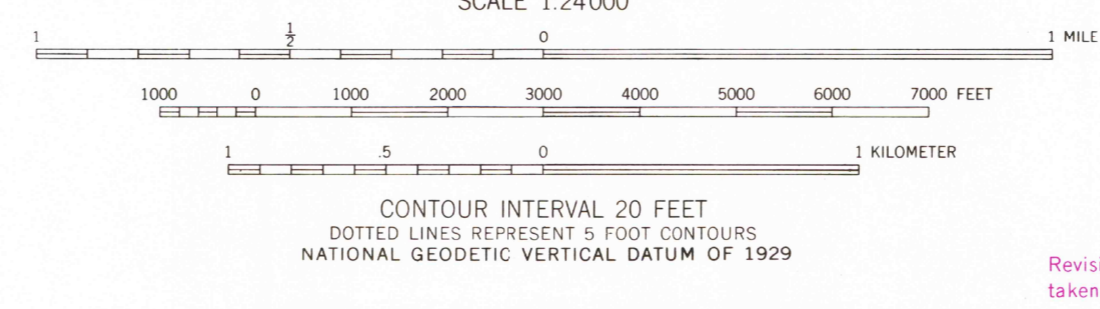 SCALE 1:24000
1 1/2 0 1 MILE
1000 0 1000 2000 3000 4000 5000 6000 7000 FEET
1 .5 0 1 KILOMETER
CONTOUR INTERVAL 20 FEET
DOTTED LINES REPRESENT 5 FOOT CONTOURS
NATIONAL GEODETIC VERTICAL DATUM OF 1929
Revisi
taken